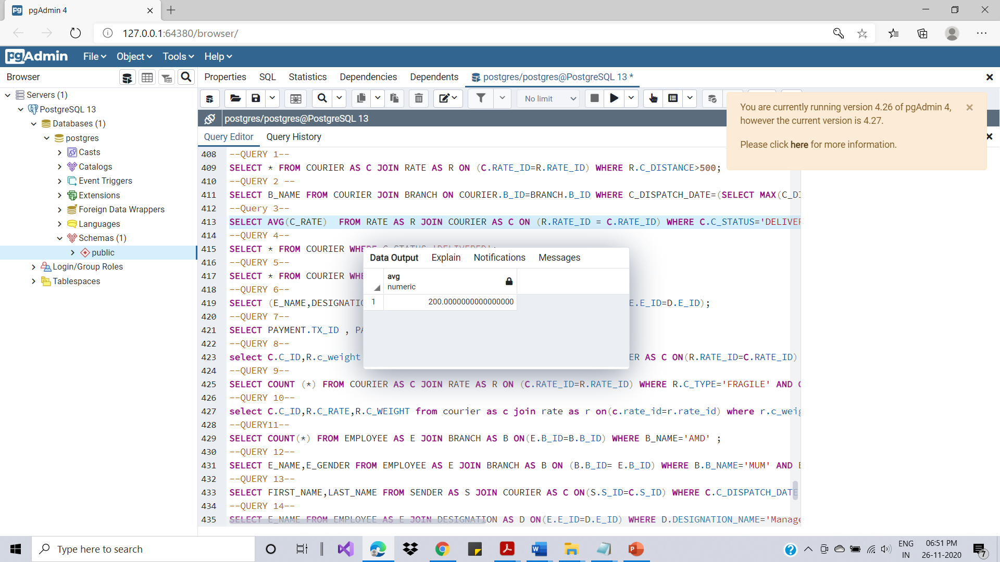 pgAdmin 4
127.0.0.1:64380/browser/
pgAdmin File Object Tools Help
Browser
Properties SQL Statistics Dependencies Dependents postgres/postgres@PostgreSQL 13 *
No limit
Servers (1)
PostgreSQL 13
Databases (1)
postgres
Casts
Catalogs
Event Triggers
Extensions
Foreign Data Wrappers
Languages
Schemas (1)
public
Login/Group Roles
Tablespaces
You are currently running version 4.26 of pgAdmin 4,
however the current version is 4.27.
Please click here for more information.
postgres/postgres@PostgreSQL 13
Query Editor Query History
408 --QUERY 1--
409 SELECT * FROM COURIER AS C JOIN RATE AS R ON (C.RATE_ID=R.RATE_ID) WHERE R.C_DISTANCE>500;
410 --QUERY 2 --
411 SELECT B_NAME FROM COURIER JOIN BRANCH ON COURIER.B_ID=BRANCH.B_ID WHERE C_DISPATCH_DATE=(SELECT MAX(C_DI
412 --Query 3--
413 SELECT AVG(C_RATE) FROM RATE AS R JOIN COURIER AS C ON (R.RATE_ID = C.RATE_ID) WHERE C.C_STATUS='DELIVER
414 --QUERY 4--
415 SELECT * FROM COURIER WHERE C_STATUS='DELIVERED';
416 --QUERY 5--
417 SELECT * FROM COURIER WHE
418 --QUERY 6--
419 SELECT (E_NAME,DESIGNATIO E.E_ID=D.E_ID);
420 --QUERY 7--
421 SELECT PAYMENT.TX_ID , PA
422 --QUERY 8--
423 select C.C_ID,R.c_weight ER AS C ON(R.RATE_ID=C.RATE_ID)
424 --QUERY 9--
425 SELECT COUNT (*) FROM COURIER AS C JOIN RATE AS R ON (C.RATE_ID=R.RATE_ID) WHERE R.C_TYPE='FRAGILE' AND C
426 --QUERY 10--
427 select C.C_ID,R.C_RATE,R.C_WEIGHT from courier as c join rate as r on(c.rate_id=r.rate_id) where r.c_weig
428 --QUERY11--
429 SELECT COUNT(*) FROM EMPLOYEE AS E JOIN BRANCH AS B ON(E.B_ID=B.B_ID) WHERE B_NAME='AMD' ;
430 --QUERY 12--
431 SELECT E_NAME,E_GENDER FROM EMPLOYEE AS E JOIN BRANCH AS B ON (B.B_ID= E.B_ID) WHERE B.B_NAME='MUM' AND E
432 --QUERY 13--
433 SELECT FIRST_NAME,LAST_NAME FROM SENDER AS S JOIN COURIER AS C ON(S.S_ID=C.S_ID) WHERE C.C_DISPATCH_DATE
434 --QUERY 14--
435 SELECT E_NAME FROM EMPLOYEE AS E JOIN DESIGNATION AS D ON(E.E_ID=D.E_ID) WHERE D.DESIGNATION_NAME='Manage
Data Output Explain Notifications Messages
avg
numeric
1 200.0000000000000000
Type here to search
ENG
IN
06:51 PM
26-11-2020
7